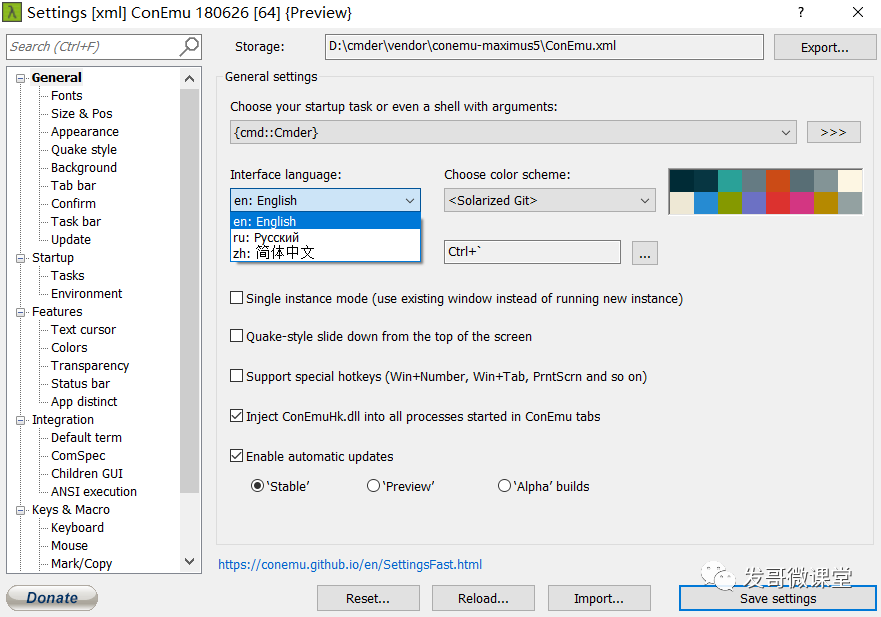 Settings [xml] ConEmu 180626 [64] {Preview}
Search (Ctrl+F)
Storage:
D:\cmder\vendor\conemu-maximus5\ConEmu.xml
Export...
General
Fonts
Size & Pos
Appearance
Quake style
Background
Tab bar
Confirm
Task bar
Update
Startup
Tasks
Environment
Features
Text cursor
Colors
Transparency
Status bar
App distinct
Integration
Default term
ComSpec
Children GUI
ANSI execution
Keys & Macro
Keyboard
Mouse
Mark/Copy
General settings
Choose your startup task or even a shell with arguments:
{cmd::Cmder}
>>>
Interface language:
Choose color scheme:
en: English
<Solarized Git>
en: English
ru: Русский
zh: 简体中文
Ctrl+`
...
Single instance mode (use existing window instead of running new instance)
Quake-style slide down from the top of the screen
Support special hotkeys (Win+Number, Win+Tab, PrntScrn and so on)
Inject ConEmuHk.dll into all processes started in ConEmu tabs
Enable automatic updates
‘Stable’
‘Preview’
‘Alpha’ builds
https://conemu.github.io/en/SettingsFast.html
发哥微课堂
Donate
Reset...
Reload...
Import...
Save settings